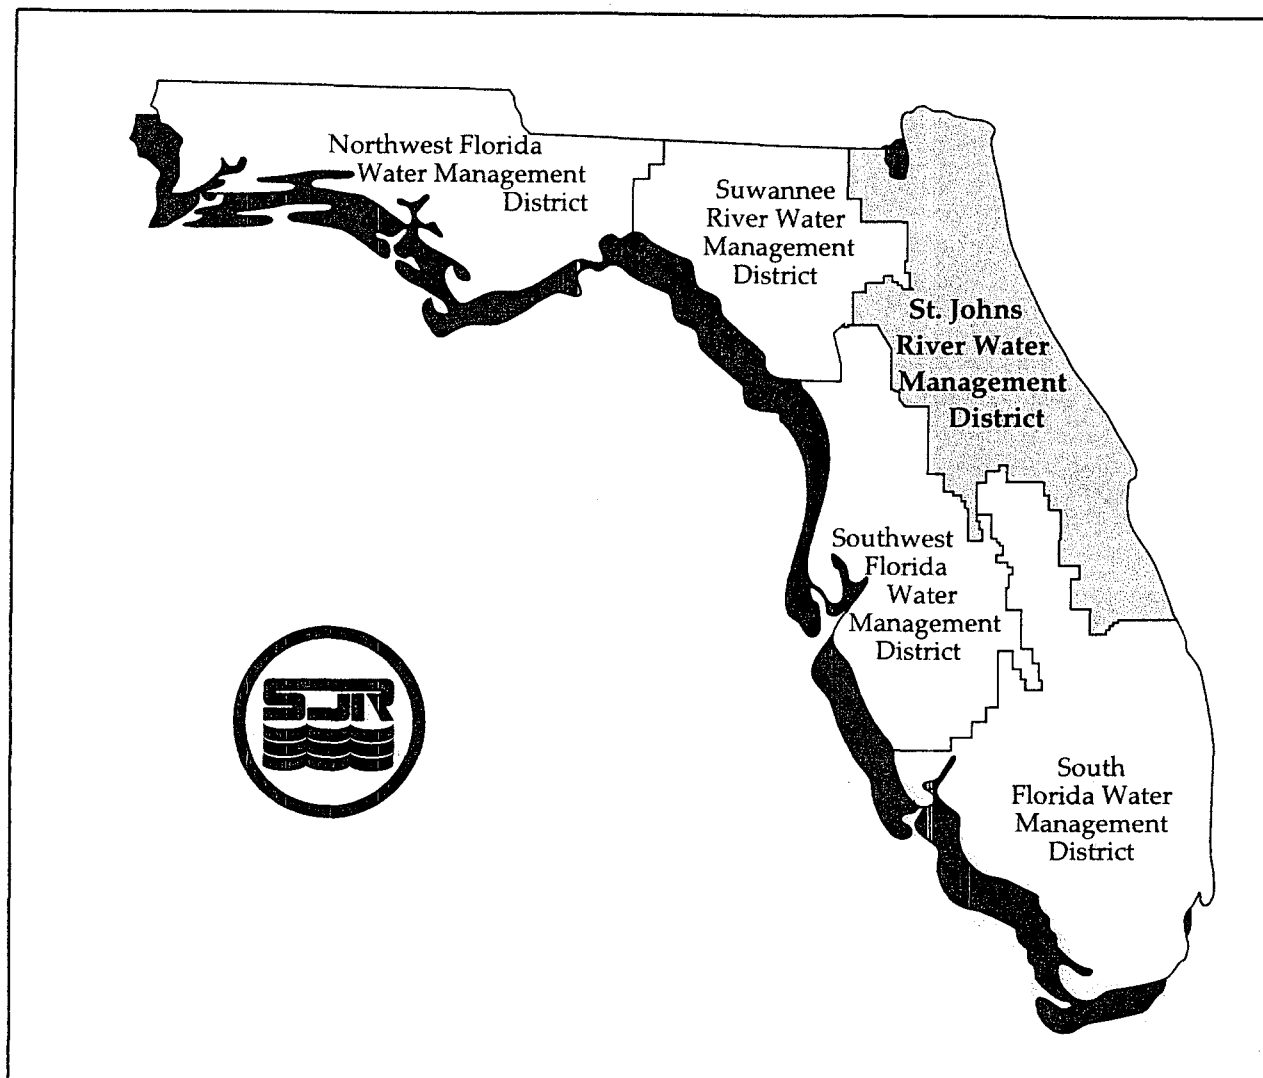 Northwest Florida
Water Management
District
Suwannee
River Water
Management
District
St. Johns
River Water
Management
District
Southwest
Florida
Water
Management
District
South
Florida Water
Management
District
SJR